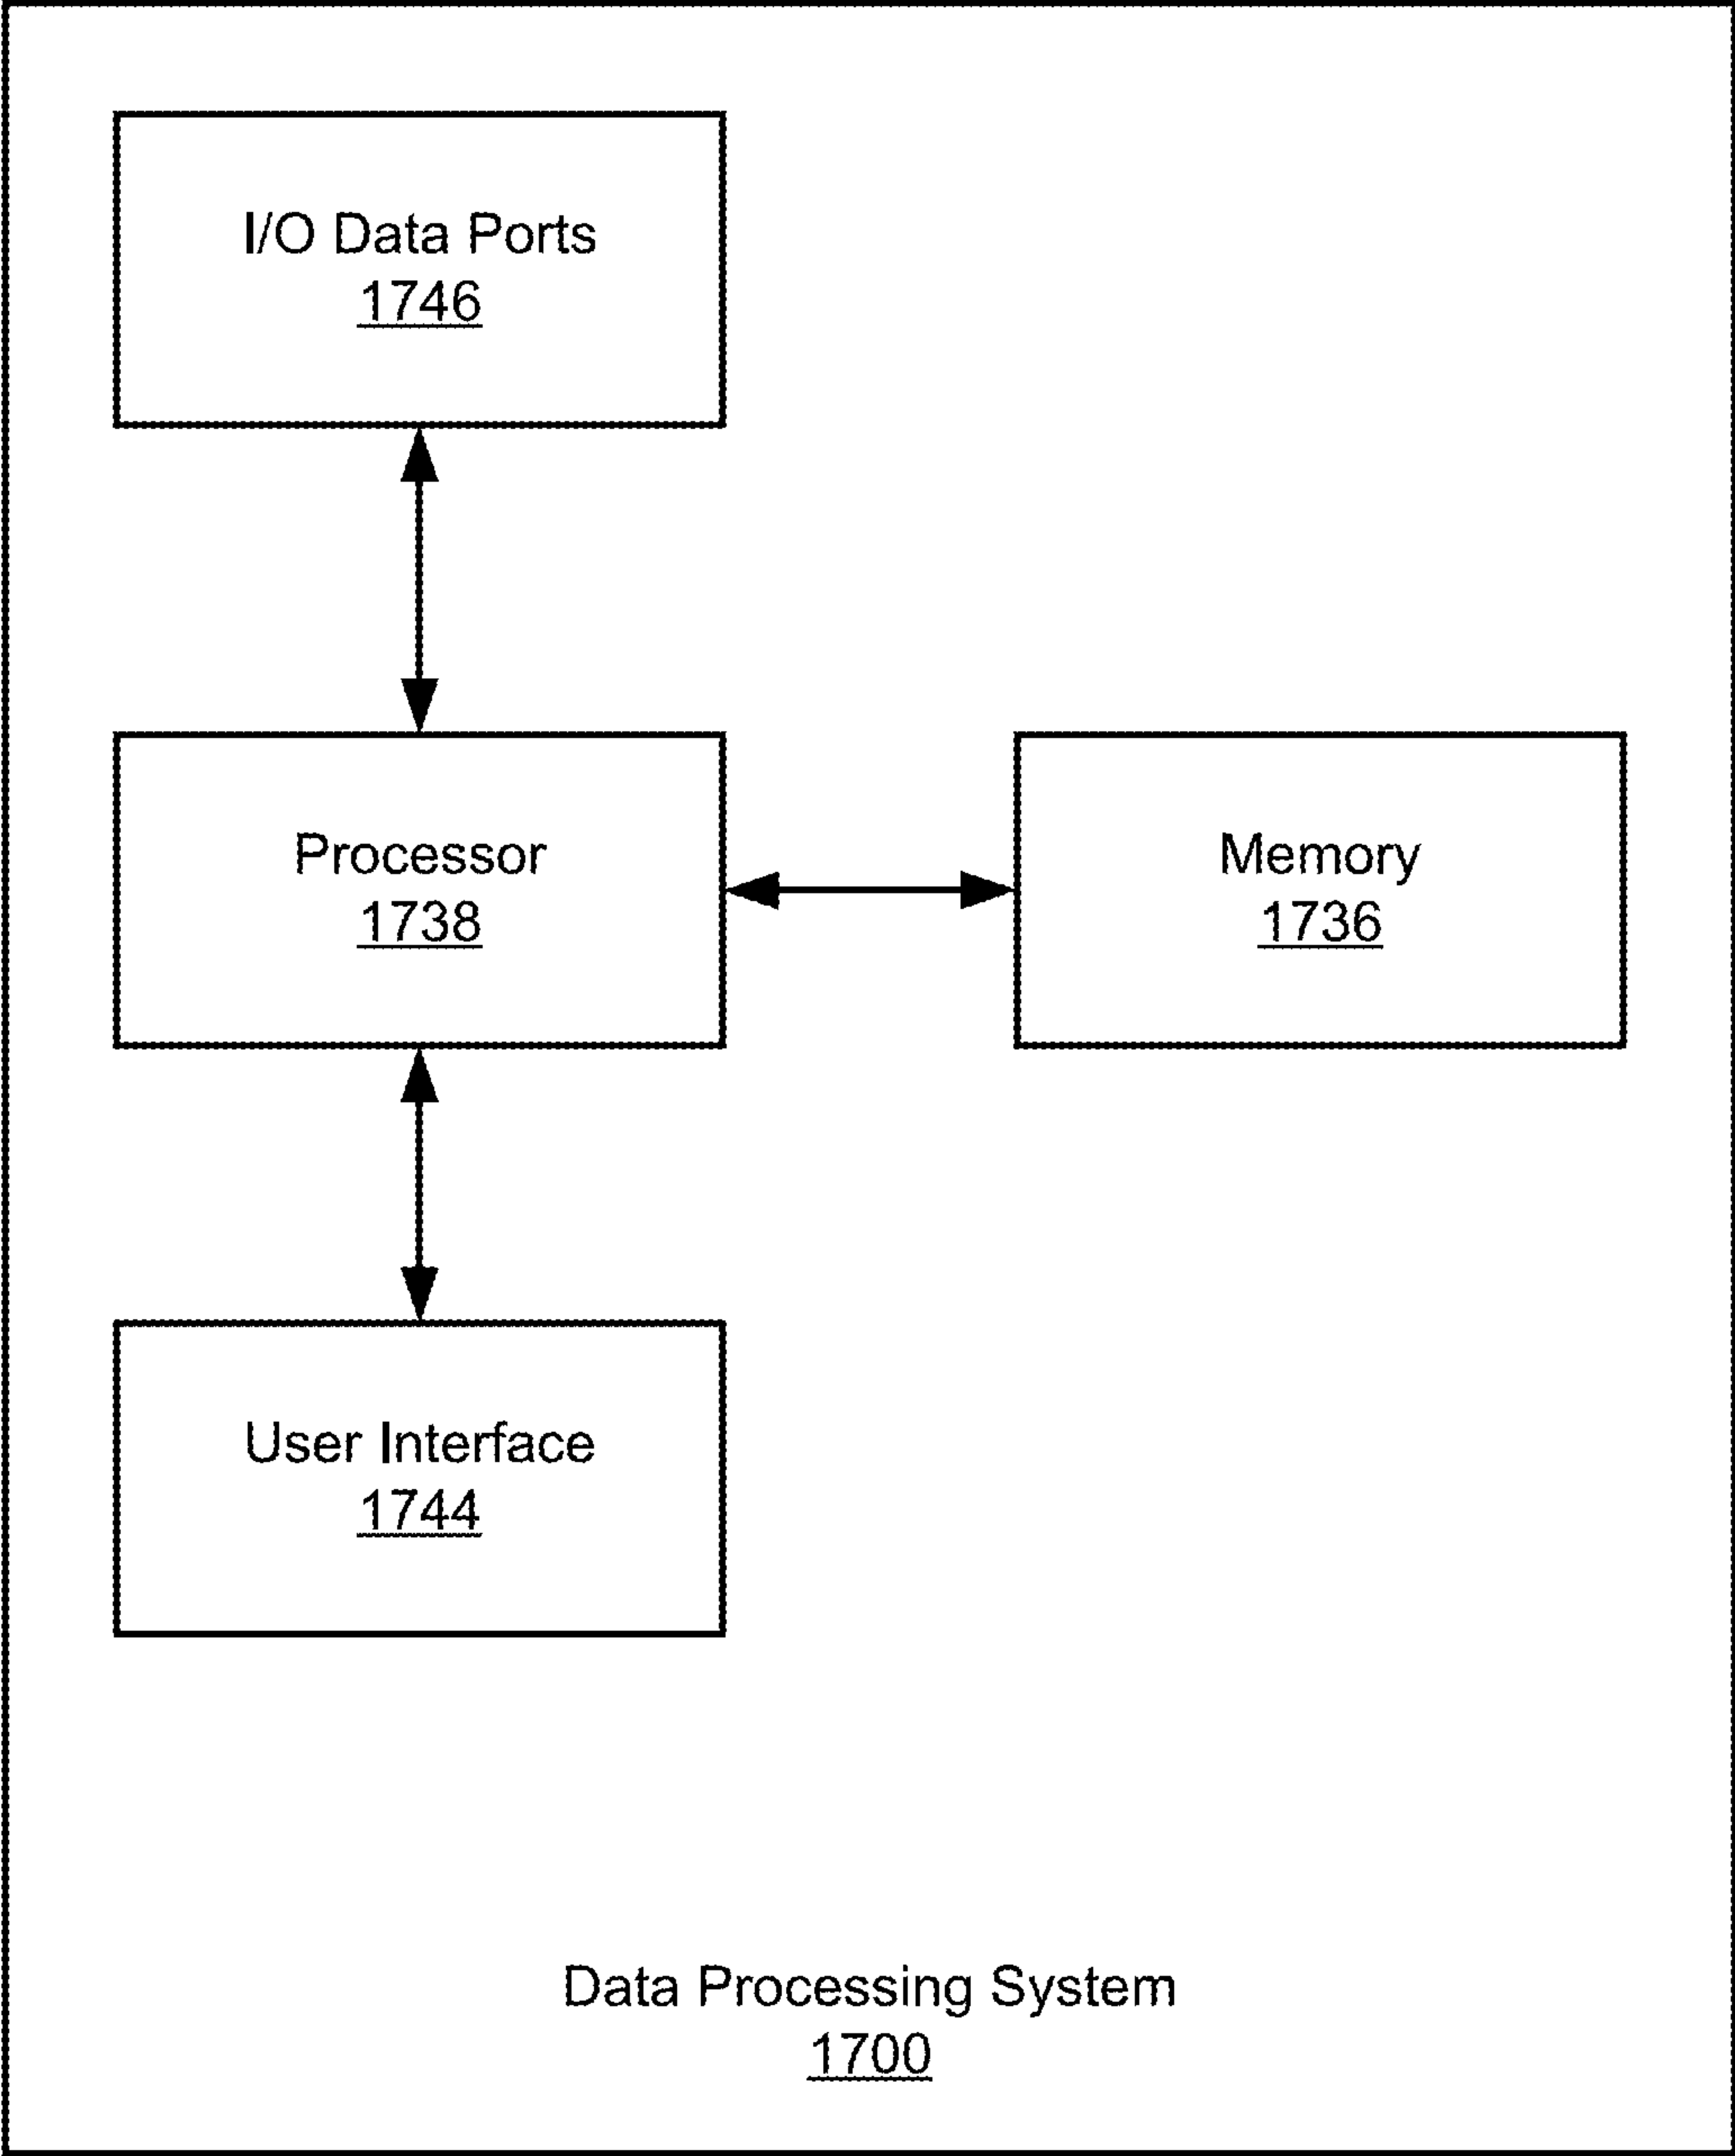 I/O Data Ports
1746
Processor
1738
Memory
1736
User Interface
1744
Data Processing System
1700